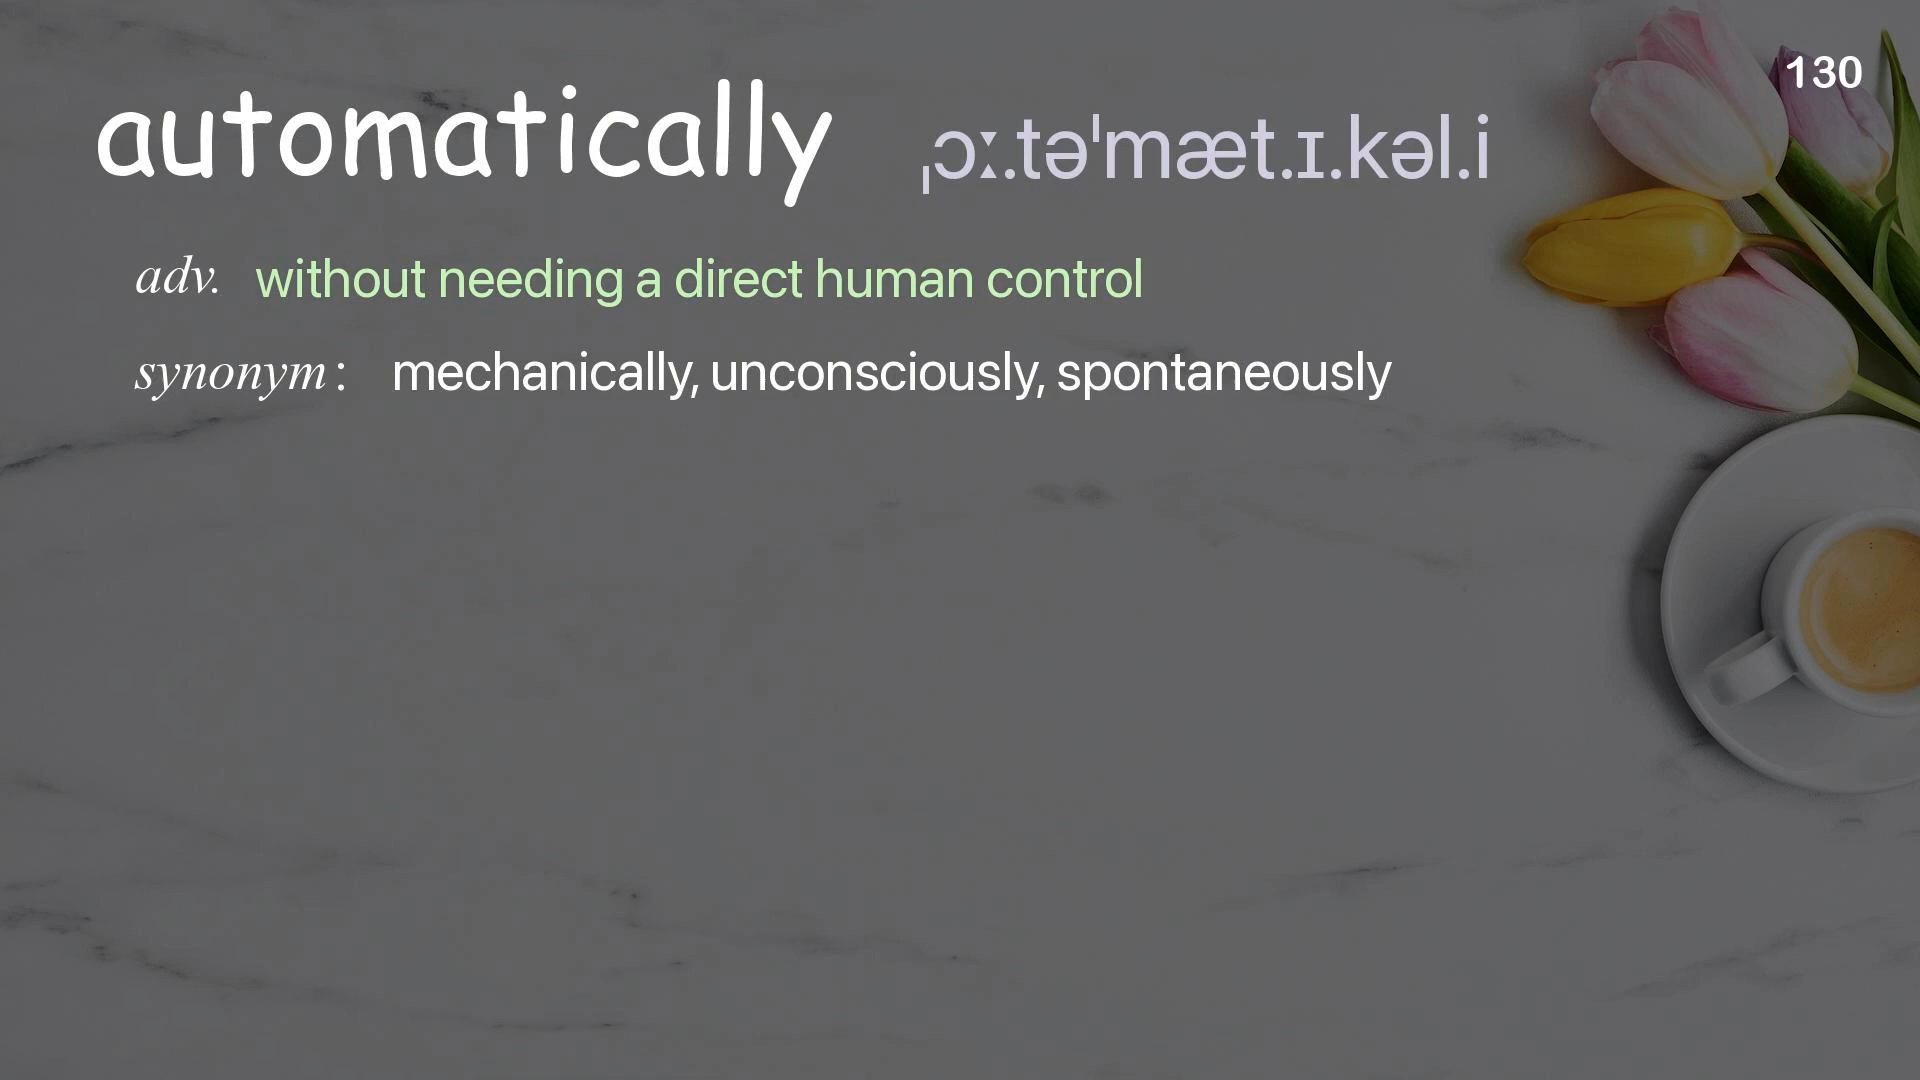 130
automatically ˌɔː.təˈmæt.ɪ.kəl.i
adv. without needing a direct human control
synonym : mechanically, unconsciously, spontaneously